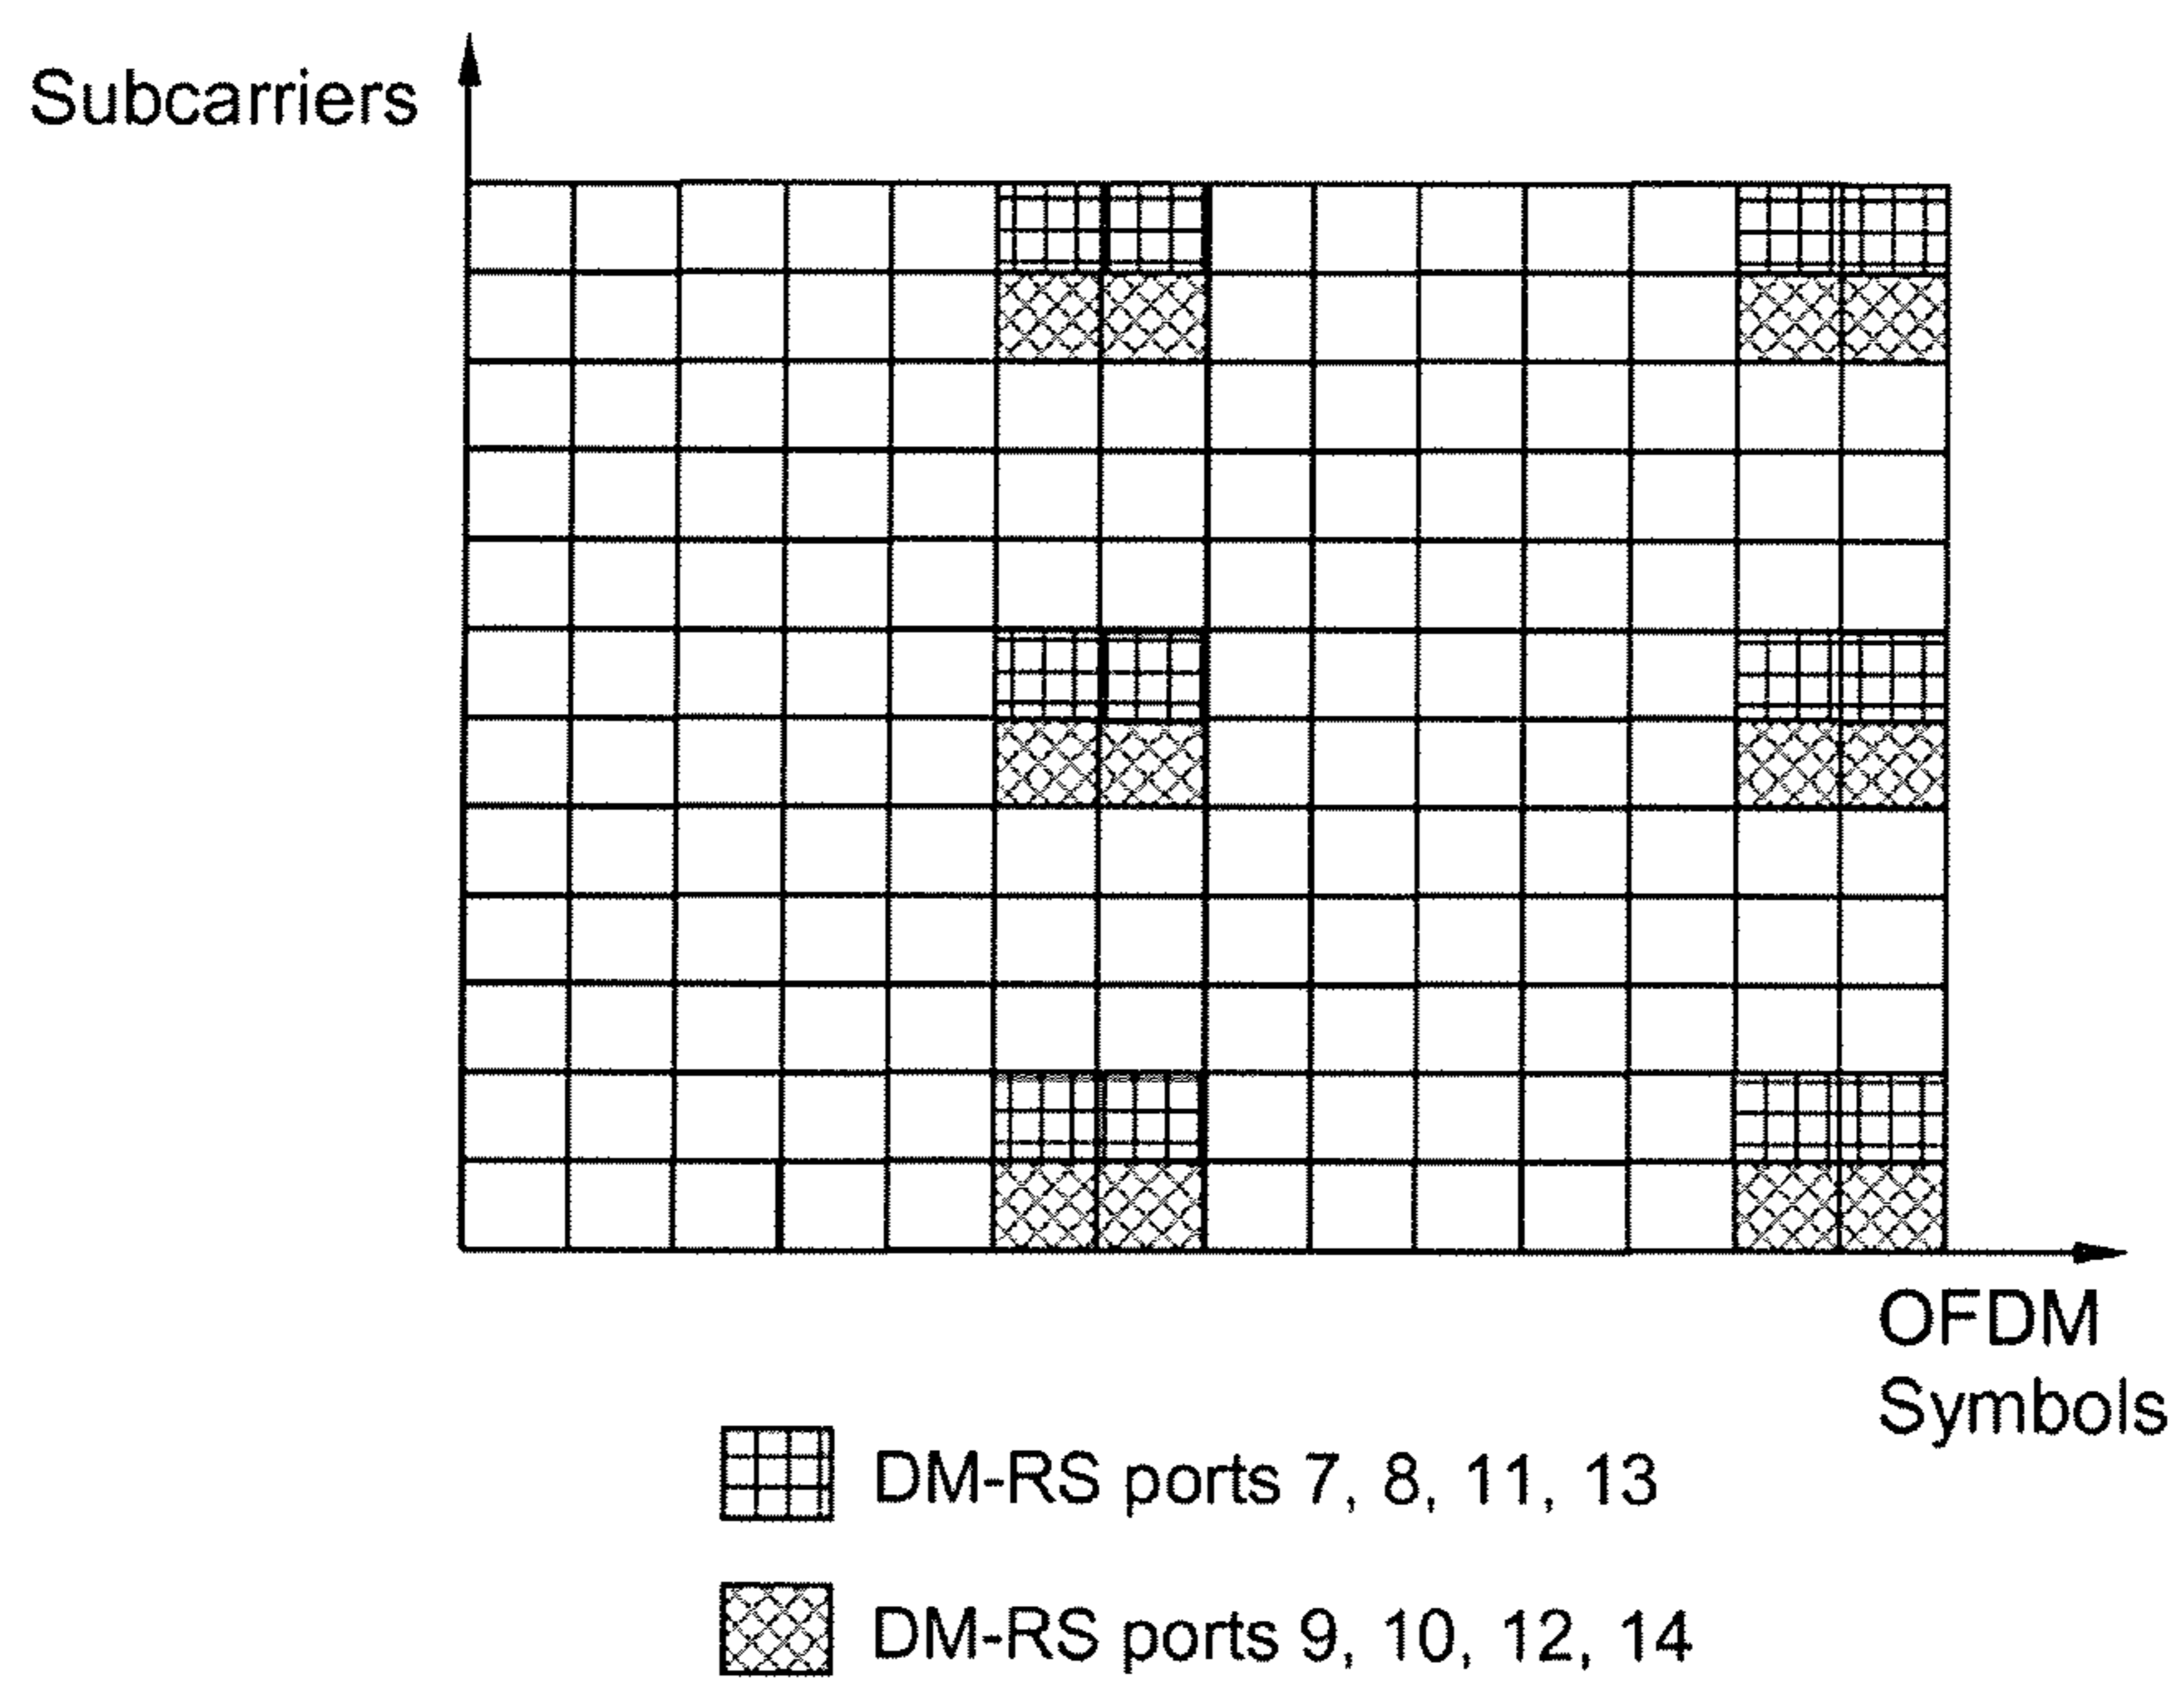 Subcarriers
OFDM
Symbols
DM-RS ports 7, 8, 11, 13
DM-RS ports 9, 10, 12, 14